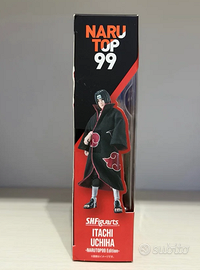 NARU
TOP
99
S.H.Figuarts
ITACHI
UCHIHA
-NARUTOP99 Edition-
subito